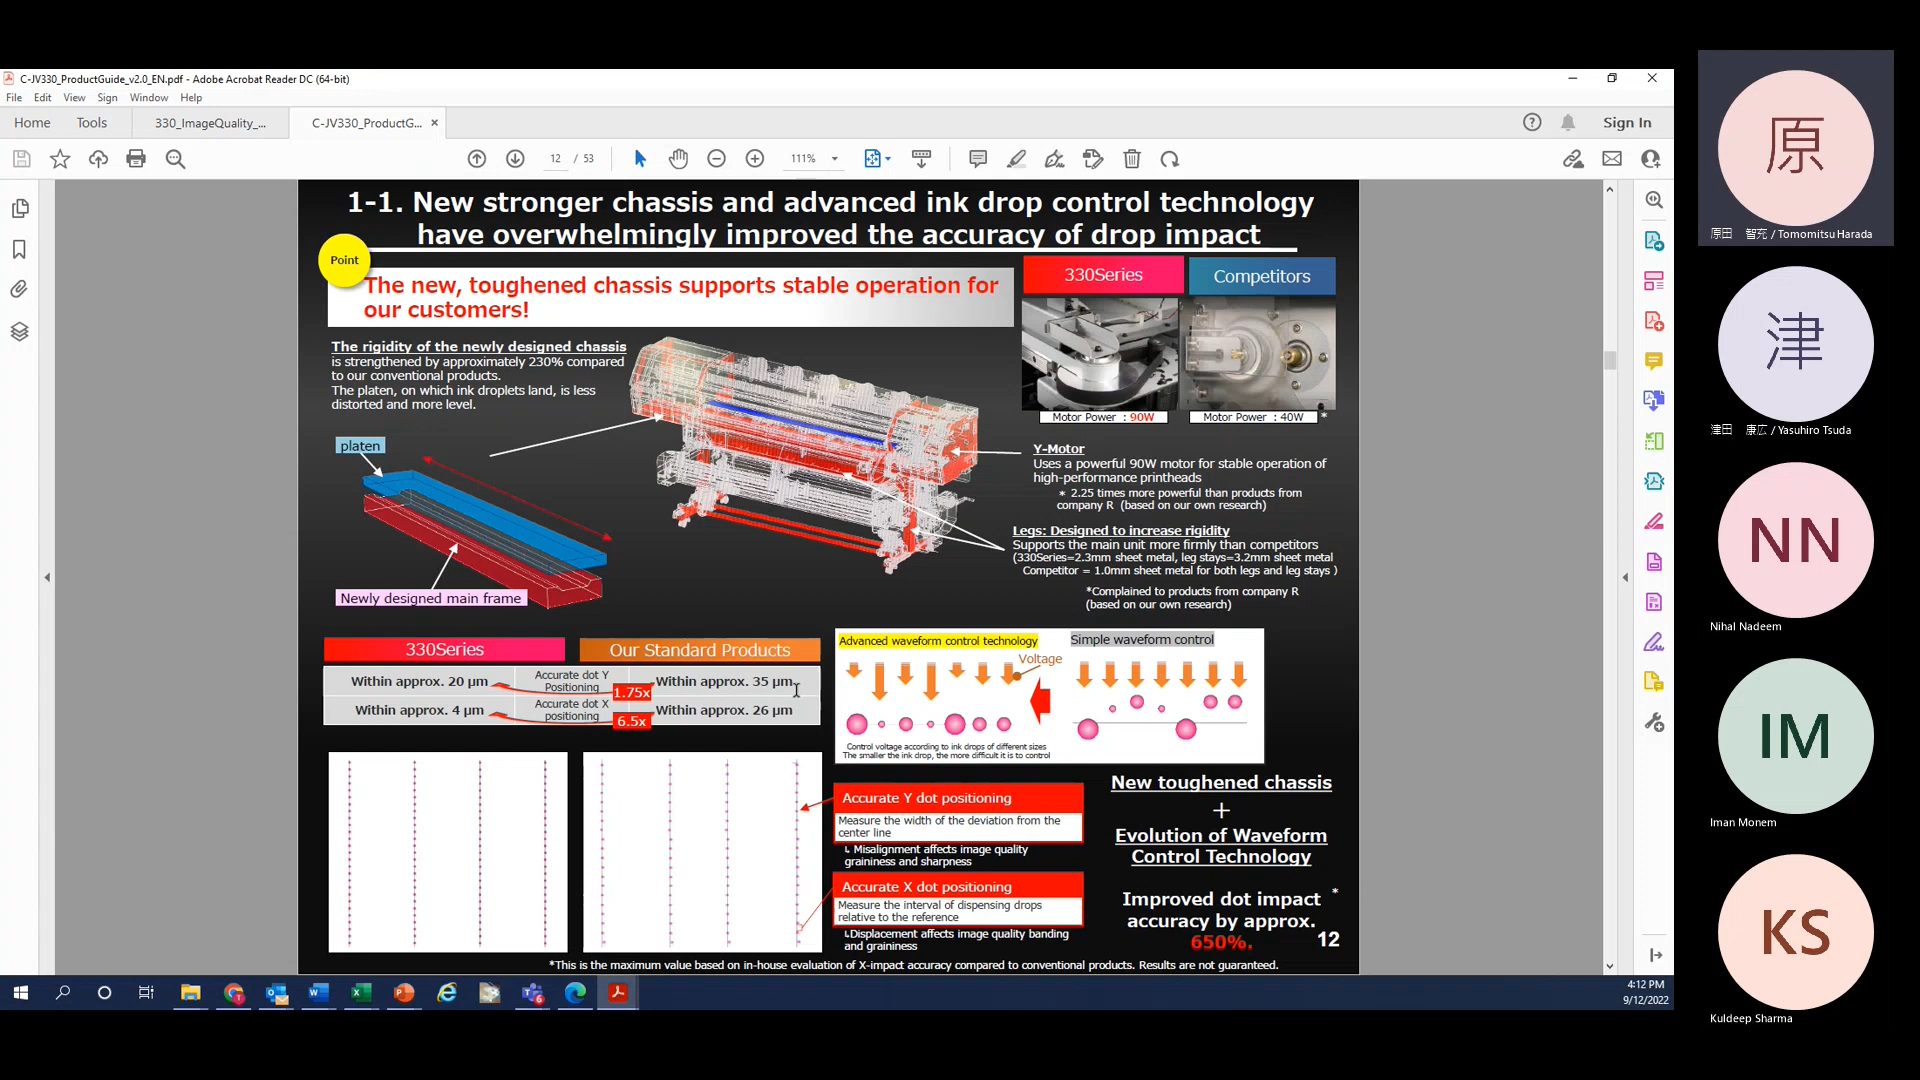 C-JV330_ProductGuide_v2.0_EN.pdf - Adobe Acrobat Reader DC (64-bit)
File Edit View Sign Window Help
Home Tools 330_ImageQuality_... C-JV330_ProductG... × Sign In
12 / 53 111%
1-1. New stronger chassis and advanced ink drop control technology
have overwhelmingly improved the accuracy of drop impact
Point
The new, toughened chassis supports stable operation for
our customers!
330Series Competitors
The rigidity of the newly designed chassis
is strengthened by approximately 230% compared
to our conventional products.
The platen, on which ink droplets land, is less
distorted and more level.
Motor Power : 90W Motor Power : 40W *
platen
Newly designed main frame
Y-Motor
Uses a powerful 90W motor for stable operation of
high-performance printheads
* 2.25 times more powerful than products from
company R (based on our own research)
Legs: Designed to increase rigidity
Supports the main unit more firmly than competitors
(330Series=2.3mm sheet metal, leg stays=3.2mm sheet metal
Competitor = 1.0mm sheet metal for both legs and leg stays )
*Complained to products from company R
(based on our own research)
330Series Our Standard Products
Within approx. 20 μm Accurate dot Y Positioning 1.75x Within approx. 35 μm
Within approx. 4 μm Accurate dot X positioning 6.5x Within approx. 26 μm
Advanced waveform control technology Simple waveform control
Voltage
Control voltage according to ink drops of different sizes
The smaller the ink drop, the more difficult it is to control
Accurate Y dot positioning
Measure the width of the deviation from the
center line
↳ Misalignment affects image quality
graininess and sharpness
Accurate X dot positioning
Measure the interval of dispensing drops
relative to the reference
↳Displacement affects image quality banding
and graininess
New toughened chassis
+
Evolution of Waveform
Control Technology
Improved dot impact *
accuracy by approx.
650%.
12
*This is the maximum value based on in-house evaluation of X-impact accuracy compared to conventional products. Results are not guaranteed.
4:12 PM
9/12/2022
原
原田 智充 / Tomomitsu Harada
津
津田 康広 / Yasuhiro Tsuda
NN
Nihal Nadeem
IM
Iman Monem
KS
Kuldeep Sharma